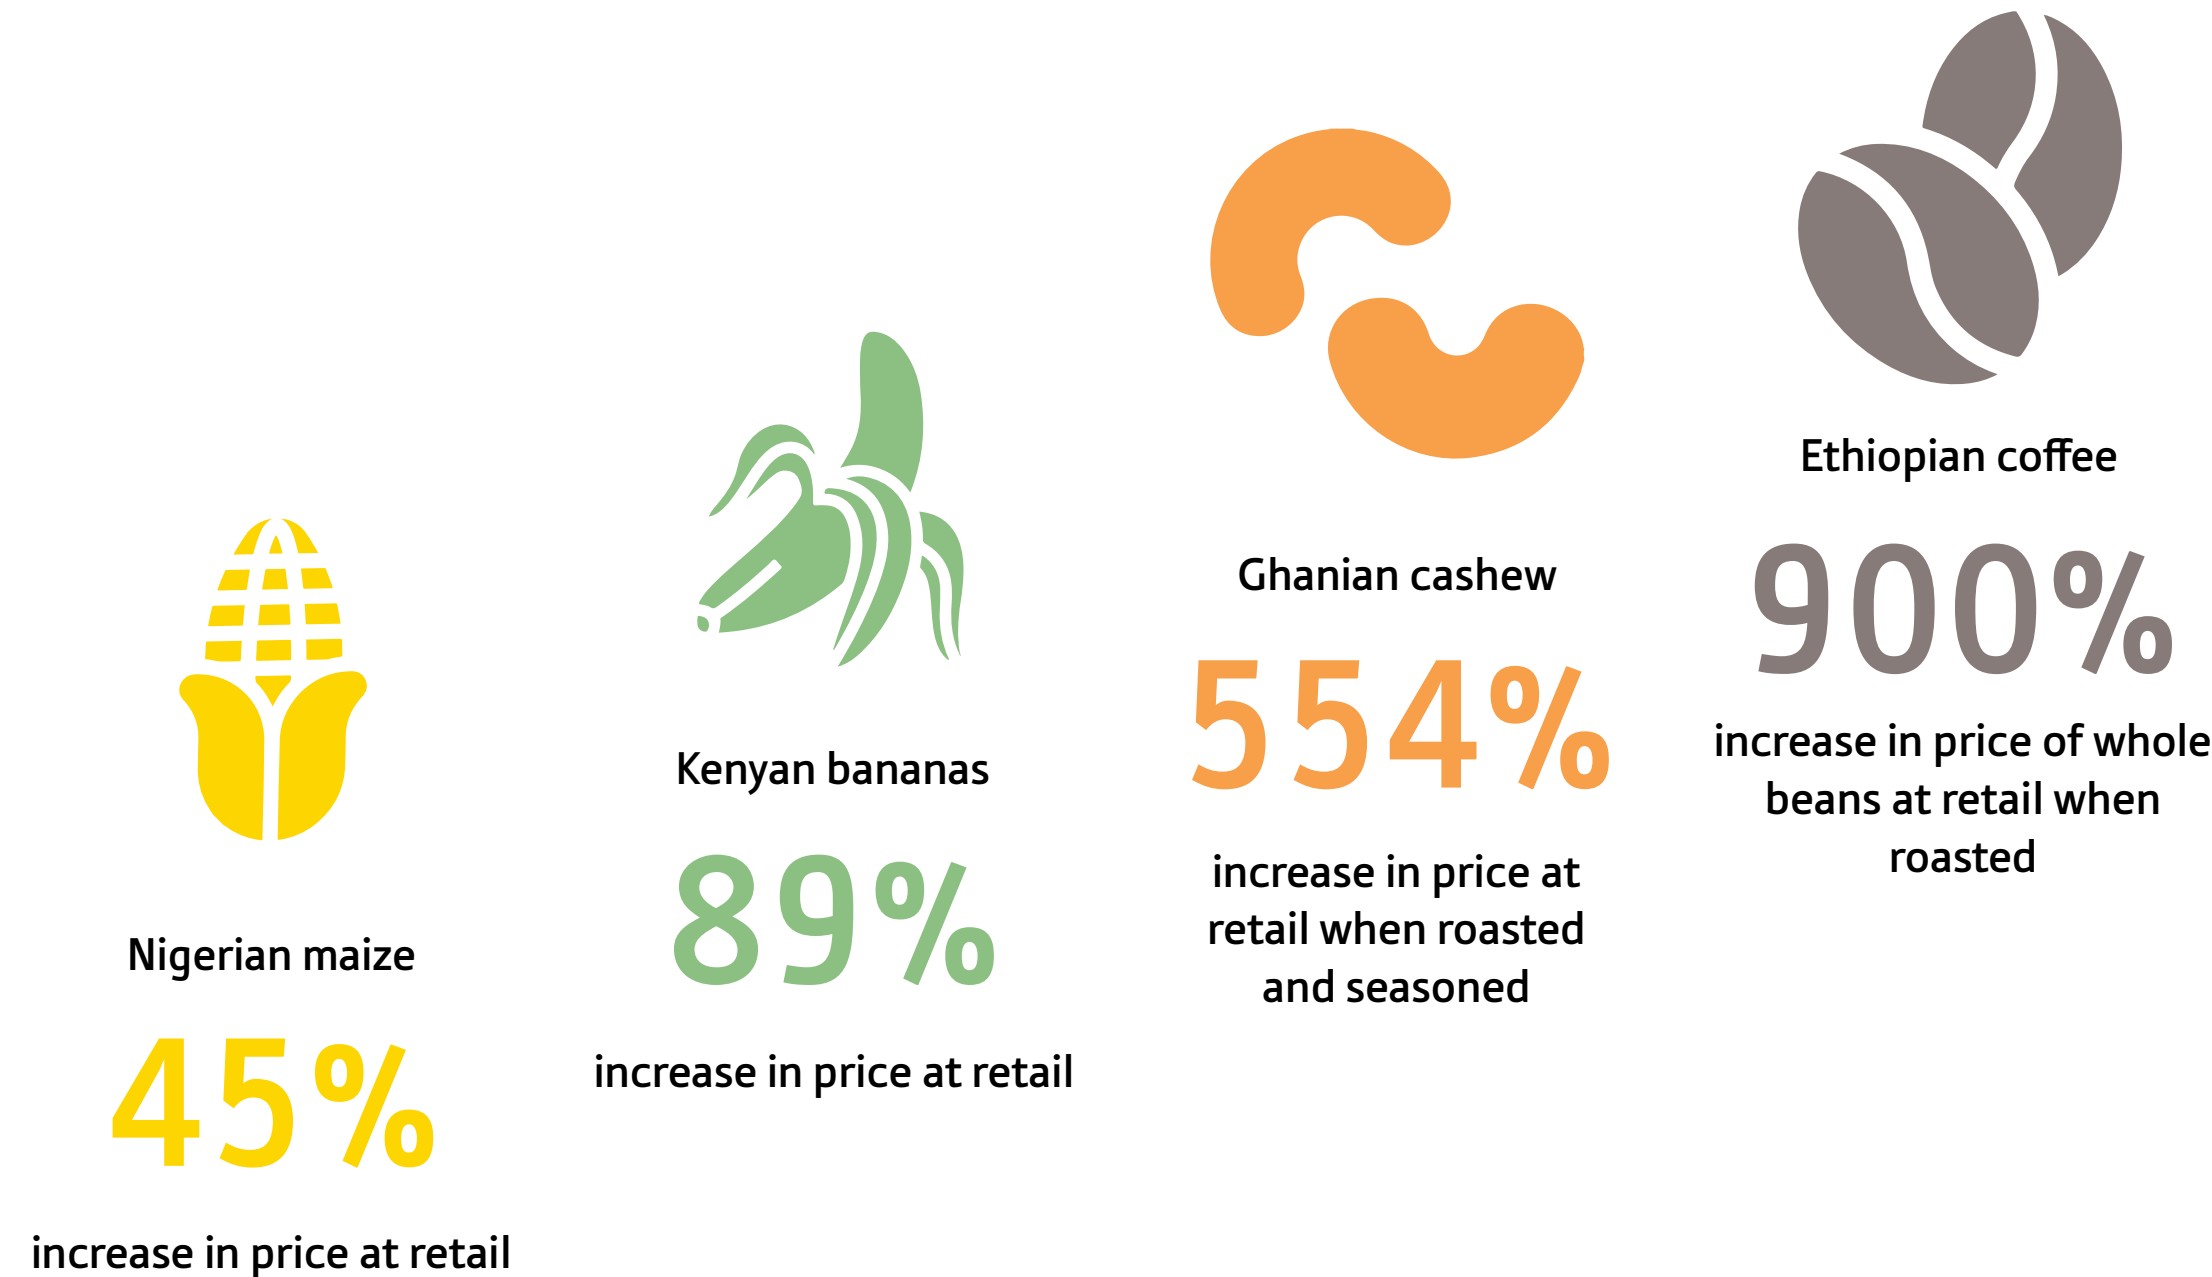 Nigerian maize
45%
increase in price at retail
Kenyan bananas
89%
increase in price at retail
Ghanian cashew
554%
increase in price at
retail when roasted
and seasoned
Ethiopian coffee
900%
increase in price of whole
beans at retail when
roasted